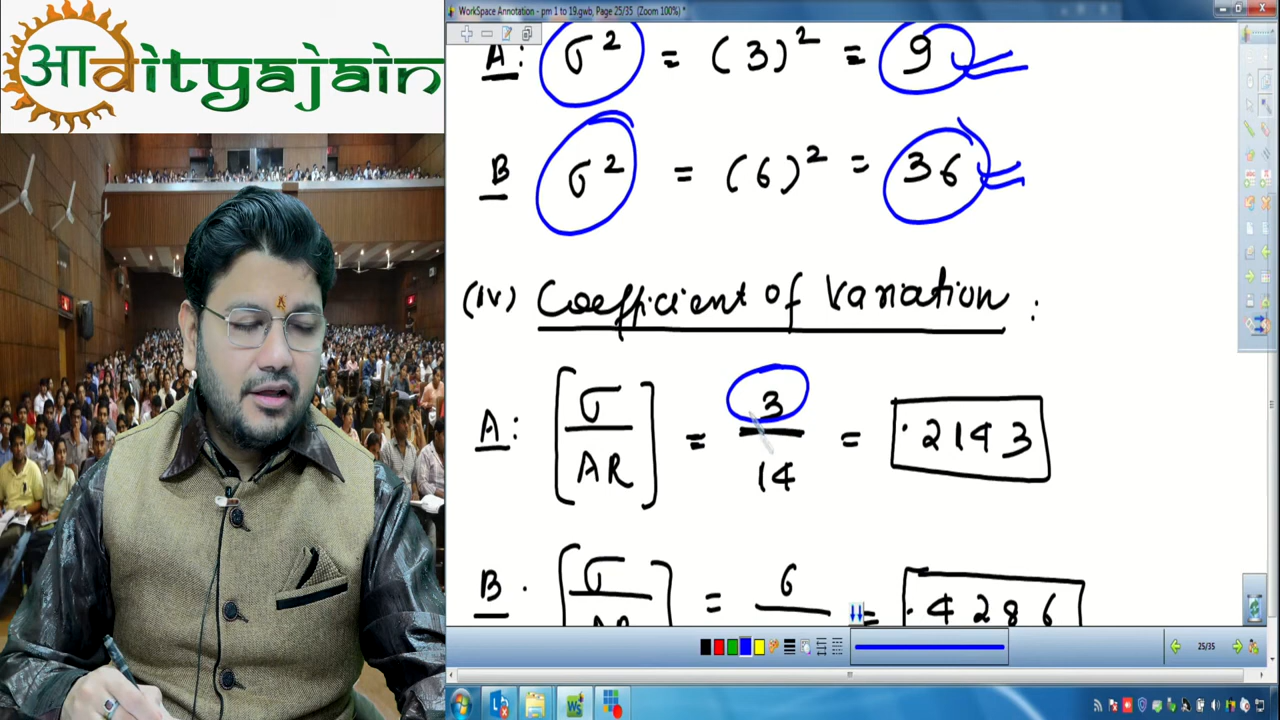 आdityajain
WorkSpace Annotation - pm 1 to 19.gwb, Page 25/35 (Zoom 100%) *
A: σ² = (3)² = 9
B σ² = (6)² = 36
(iv) Coefficient of Variation :
A: [σ/AR] = 3/14 = .2143
B. [σ/AR] = 6 = .4286
25/35